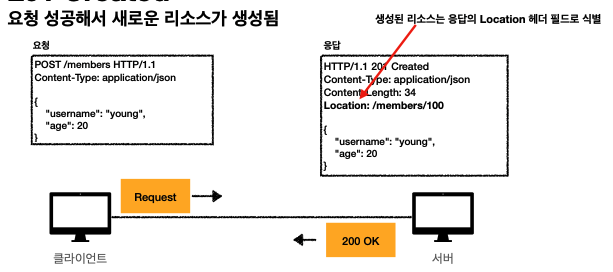 201 Created
요청 성공해서 새로운 리소스가 생성됨
생성된 리소스는 응답의 Location 헤더 필드로 식별
요청
POST /members HTTP/1.1
Content-Type: application/json
{
"username": "young",
"age": 20
}
응답
HTTP/1.1 201 Created
Content-Type: application/json
Content-Length: 34
Location: /members/100
{
"username": "young",
"age": 20
}
Request
200 OK
클라이언트
서버